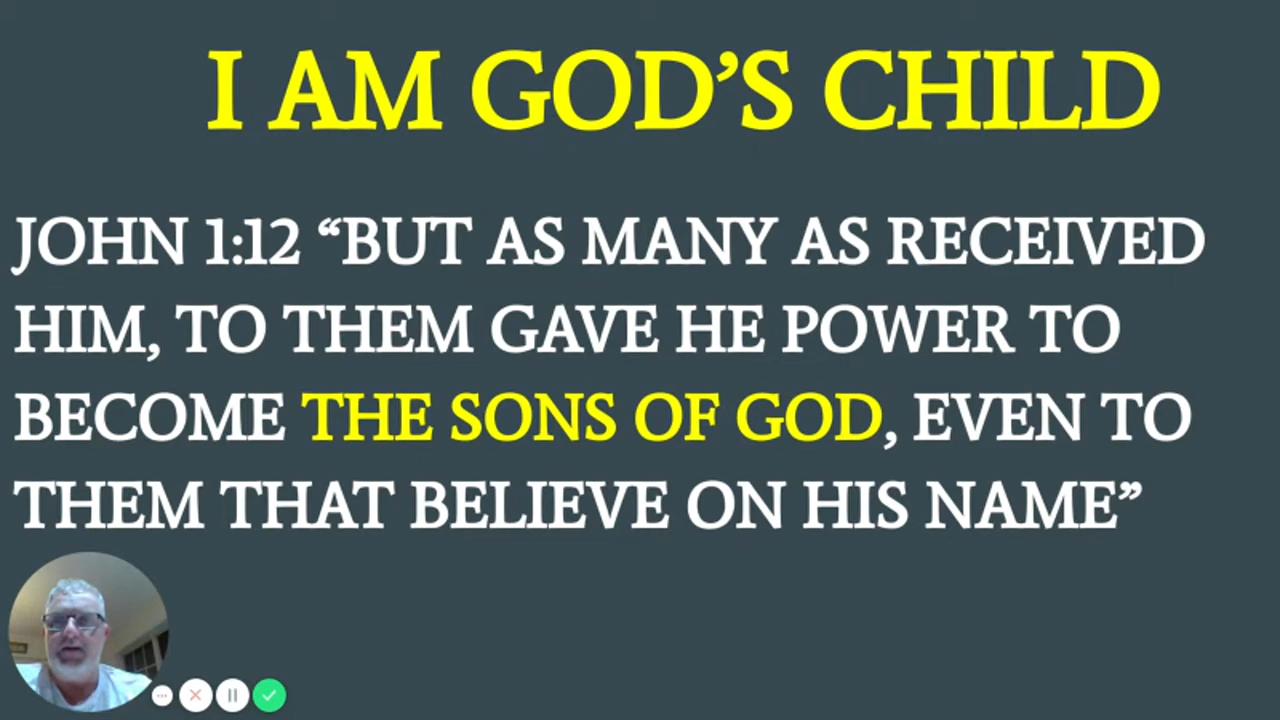 I AM GOD’S CHILD
JOHN 1:12 “BUT AS MANY AS RECEIVED
HIM, TO THEM GAVE HE POWER TO
BECOME THE SONS OF GOD, EVEN TO
THEM THAT BELIEVE ON HIS NAME”